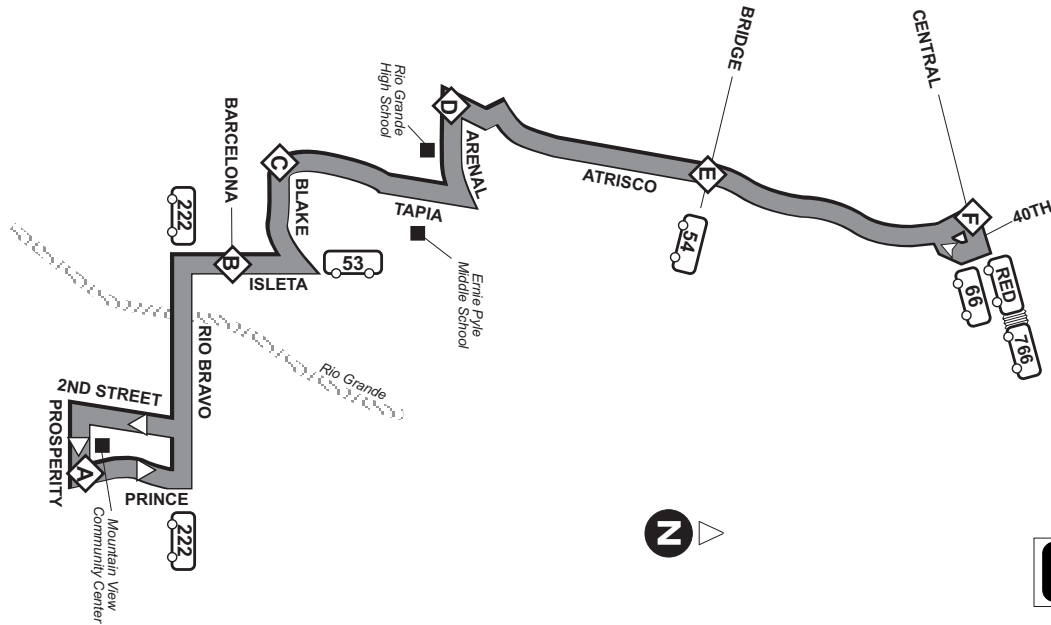 CENTRAL
BRIDGE
40TH
F
RED
766
66
Rio Grande
High School
D
ARENAL
E
ATRISCO
54
BARCELONA
C
BLAKE
TAPIA
222
B
ISLETA
53
Ernie Pyle
Middle School
RIO BRAVO
Rio Grande
2ND STREET
PROSPERITY
A
PRINCE
Mountain View
Community Center
222
N